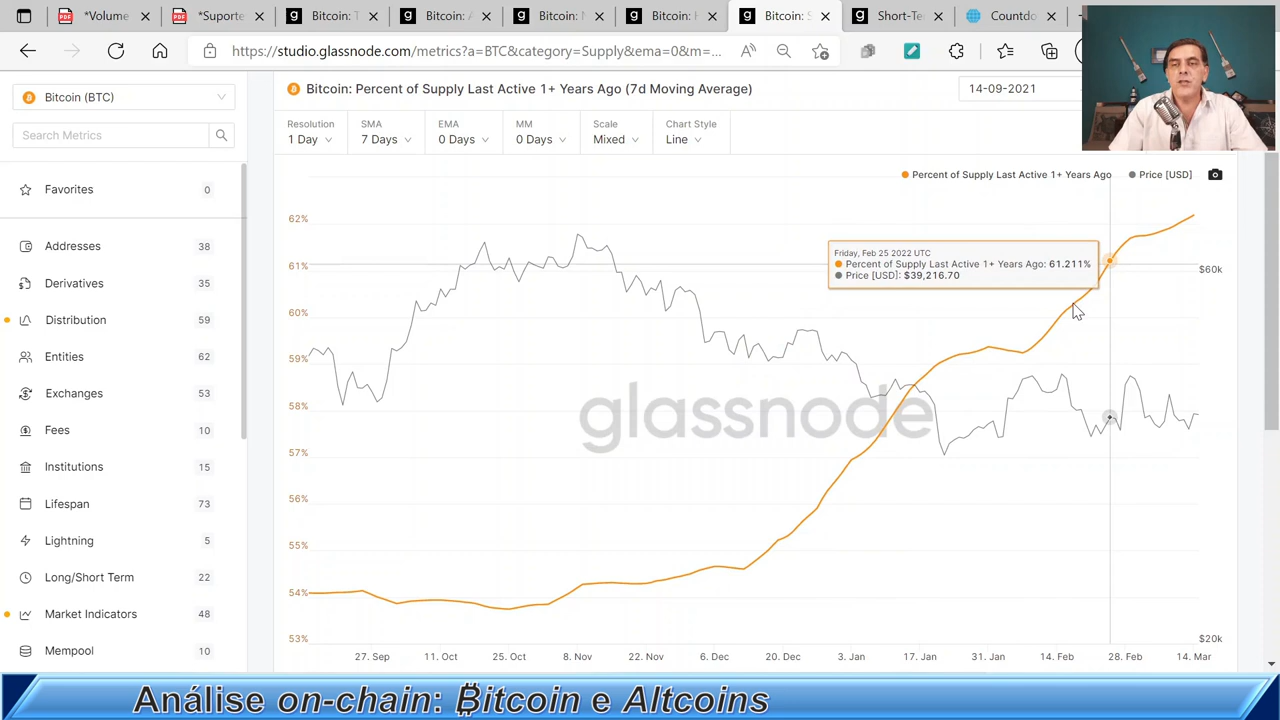 *Volume
*Suporte
Bitcoin: T
Bitcoin: A
Bitcoin: N
Bitcoin: H
Bitcoin: S
Short-Te
Countdo
https://studio.glassnode.com/metrics?a=BTC&category=Supply&ema=0&m=...
Bitcoin (BTC)
Search Metrics
Favorites 0
Addresses 38
Derivatives 35
Distribution 59
Entities 62
Exchanges 53
Fees 10
Institutions 15
Lifespan 73
Lightning 5
Long/Short Term 22
Market Indicators 48
Mempool 10
Bitcoin: Percent of Supply Last Active 1+ Years Ago (7d Moving Average)
14-09-2021
Resolution
1 Day
SMA
7 Days
EMA
0 Days
MM
0 Days
Scale
Mixed
Chart Style
Line
Percent of Supply Last Active 1+ Years Ago
Price [USD]
62%
61%
60%
59%
58%
57%
56%
55%
54%
53%
Friday, Feb 25 2022 UTC
Percent of Supply Last Active 1+ Years Ago: 61.211%
Price [USD]: $39,216.70
$60k
$20k
glassnode
27. Sep
11. Oct
25. Oct
8. Nov
22. Nov
6. Dec
20. Dec
3. Jan
17. Jan
31. Jan
14. Feb
28. Feb
14. Mar
Análise on-chain: ₿itcoin e Altcoins